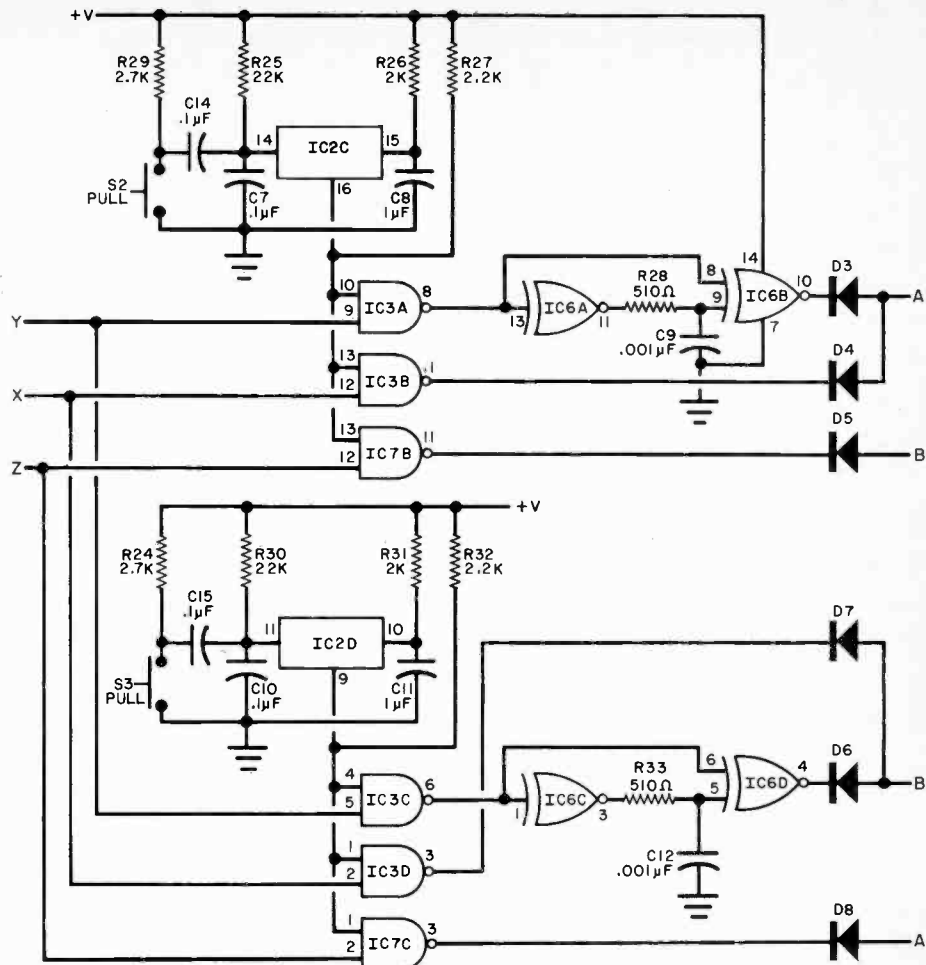 +V
R29
2.7K
R25
22K
R26
2K
R27
2.2K
C14
.1µF
14
IC2C
15
16
S2
PULL
C7
.1µF
C8
1µF
10
9
IC3A
8
13
IC6A
11
R28
510Ω
8
9
14
IC6B
10
7
D3
A
C9
.001µF
Y
13
12
IC3B
1
D4
X
13
12
IC7B
11
D5
B
Z
+V
R24
2.7K
R30
22K
R31
2K
R32
2.2K
C15
.1µF
11
IC2D
10
9
S3
PULL
C10
.1µF
C11
1µF
D7
4
5
IC3C
6
1
IC6C
3
R33
510Ω
6
5
IC6D
4
D6
B
C12
.001µF
1
2
IC3D
3
1
2
IC7C
3
D8
A